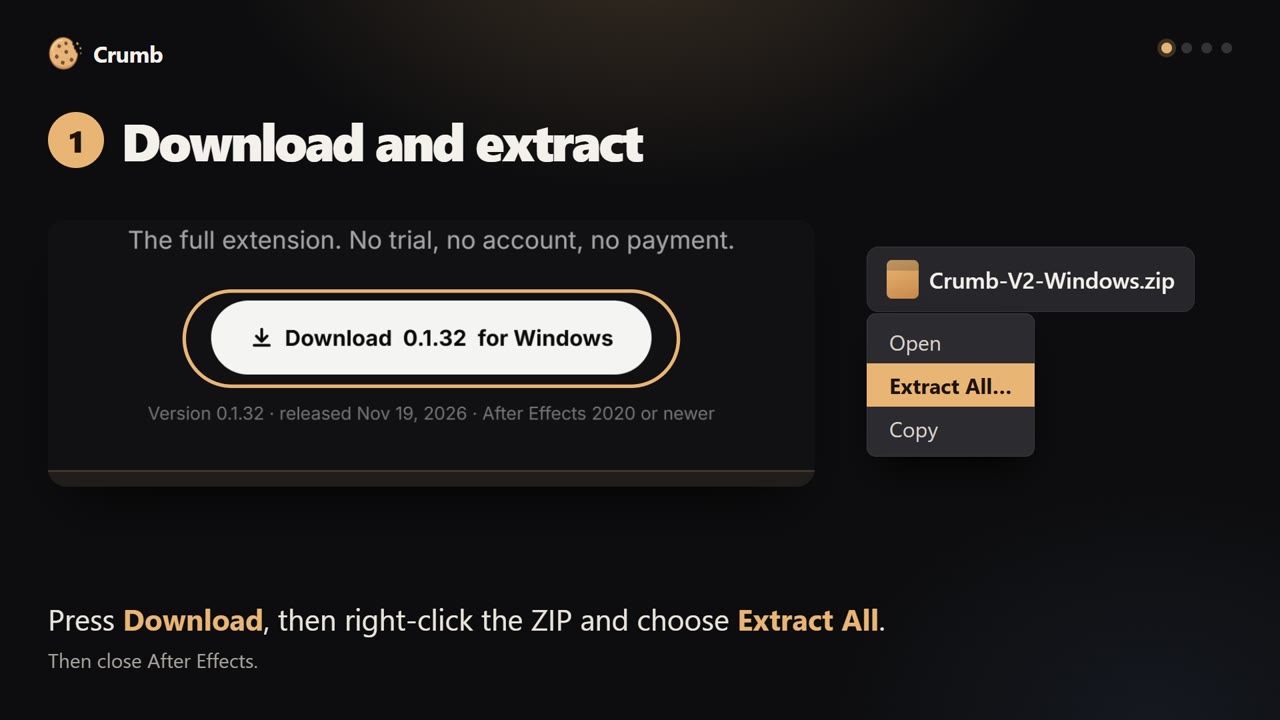 Crumb
1 Download and extract
The full extension. No trial, no account, no payment.
Download 0.1.32 for Windows
Version 0.1.32 · released Nov 19, 2026 · After Effects 2020 or newer
Crumb-V2-Windows.zip
Open
Extract All...
Copy
Press Download, then right-click the ZIP and choose Extract All.
Then close After Effects.